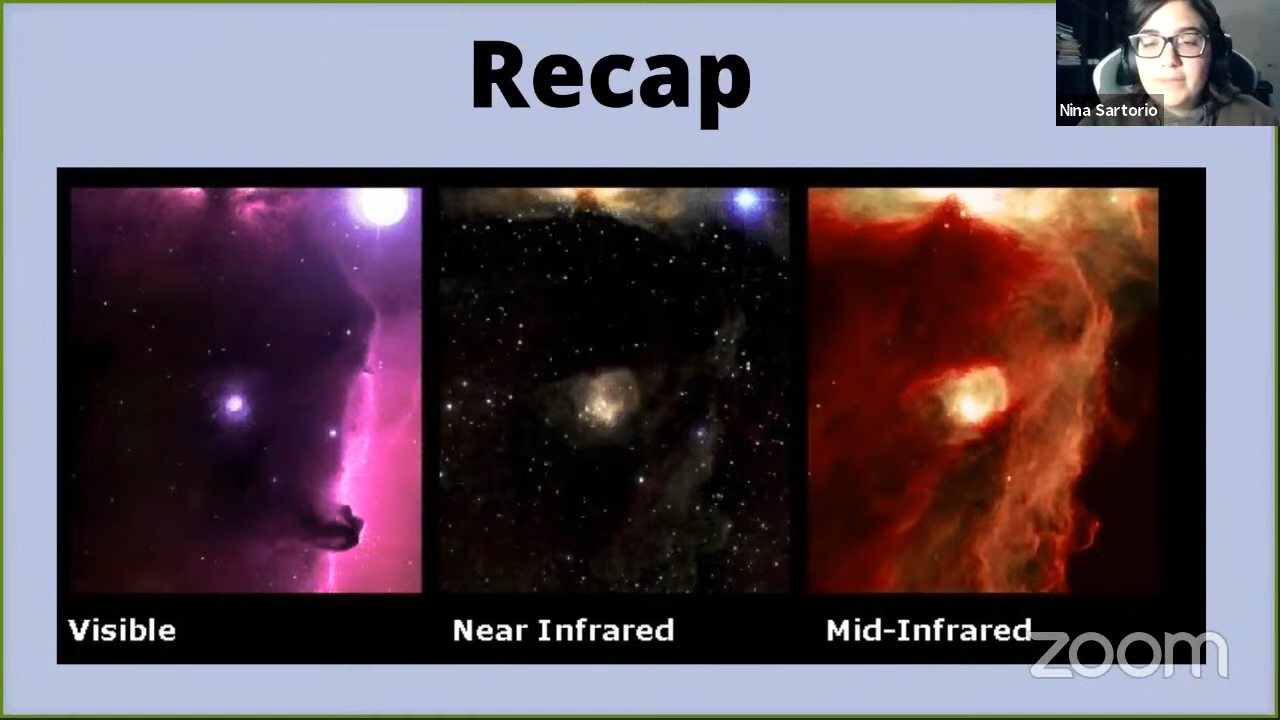 Recap
Nina Sartorio
Visible
Near Infrared
Mid-Infrared
zoom